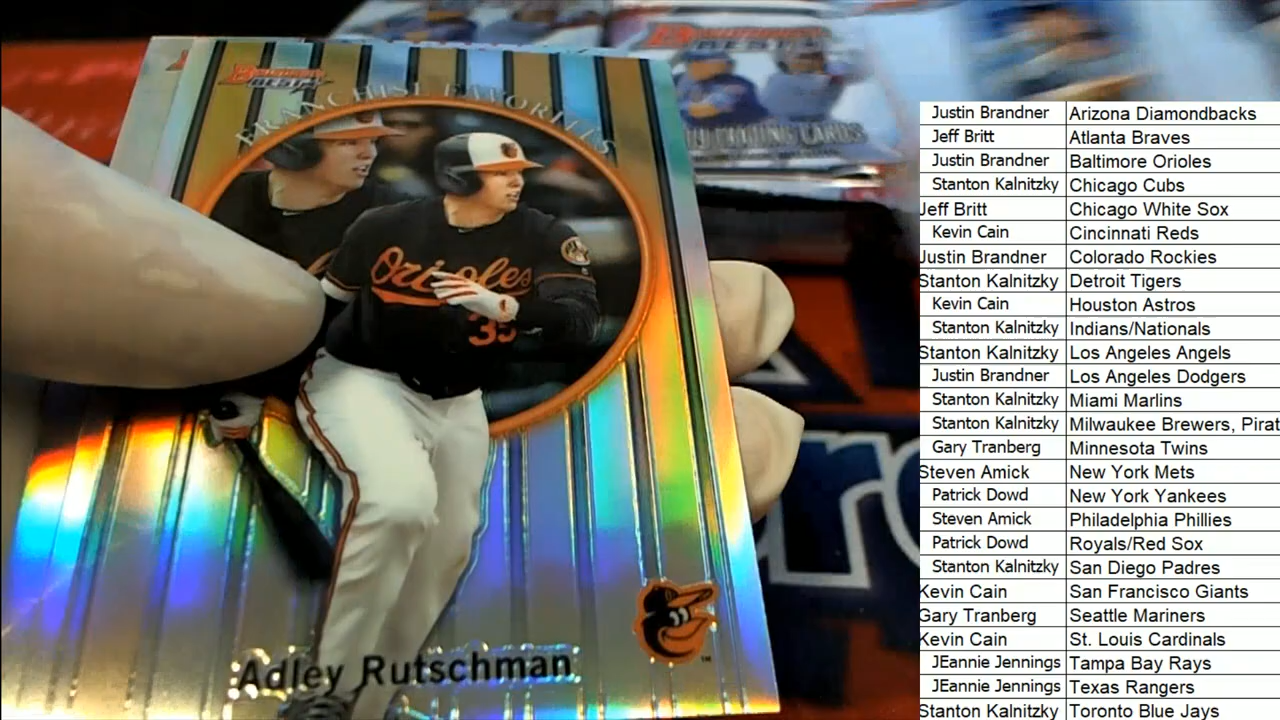 BOWMAN'S
BEST
FRANCHISE FAVORITES
Orioles
35
Adley Rutschman
TM
BOWMAN'S
BEST
TRADING CARDS
Justin Brandner Arizona Diamondbacks
Jeff Britt Atlanta Braves
Justin Brandner Baltimore Orioles
Stanton Kalnitzky Chicago Cubs
Jeff Britt Chicago White Sox
Kevin Cain Cincinnati Reds
Justin Brandner Colorado Rockies
Stanton Kalnitzky Detroit Tigers
Kevin Cain Houston Astros
Stanton Kalnitzky Indians/Nationals
Stanton Kalnitzky Los Angeles Angels
Justin Brandner Los Angeles Dodgers
Stanton Kalnitzky Miami Marlins
Stanton Kalnitzky Milwaukee Brewers, Pirat
Gary Tranberg Minnesota Twins
Steven Amick New York Mets
Patrick Dowd New York Yankees
Steven Amick Philadelphia Phillies
Patrick Dowd Royals/Red Sox
Stanton Kalnitzky San Diego Padres
Kevin Cain San Francisco Giants
Gary Tranberg Seattle Mariners
Kevin Cain St. Louis Cardinals
JEannie Jennings Tampa Bay Rays
JEannie Jennings Texas Rangers
Stanton Kalnitzky Toronto Blue Jays